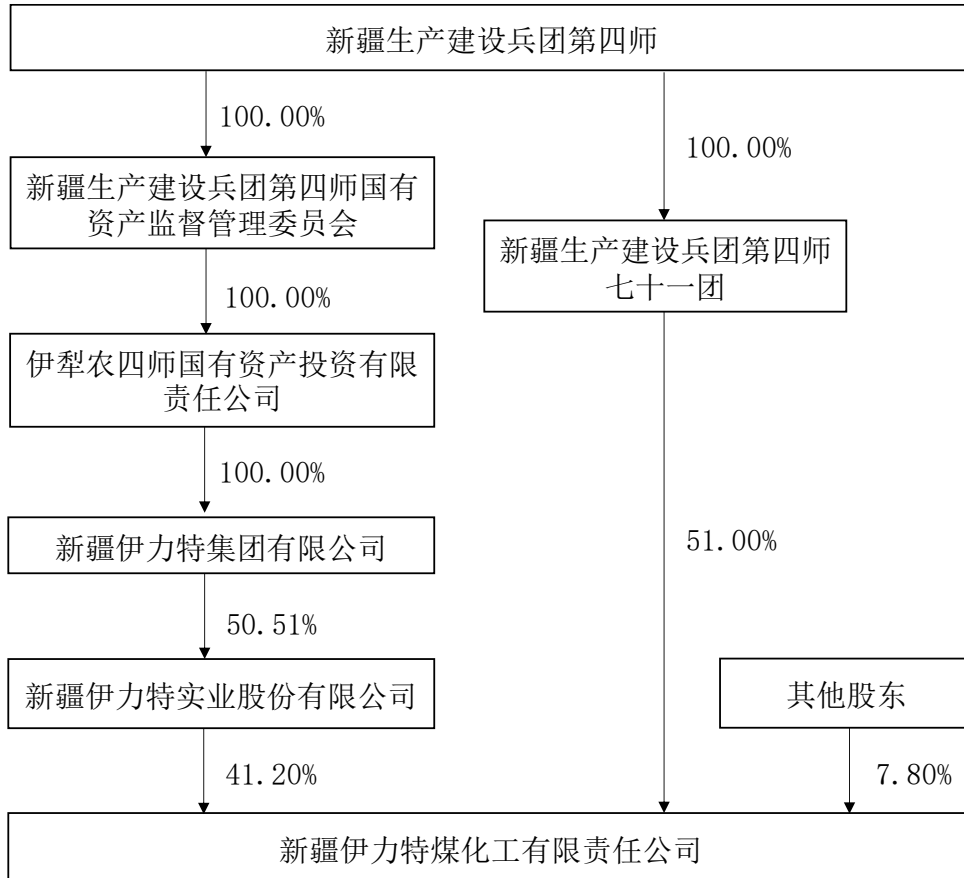 新疆生产建设兵团第四师
100.00%
100.00%
新疆生产建设兵团第四师国有
资产监督管理委员会
新疆生产建设兵团第四师
七十一团
100.00%
伊犁农四师国有资产投资有限
责任公司
100.00%
新疆伊力特集团有限公司
51.00%
50.51%
新疆伊力特实业股份有限公司
其他股东
41.20%
7.80%
新疆伊力特煤化工有限责任公司